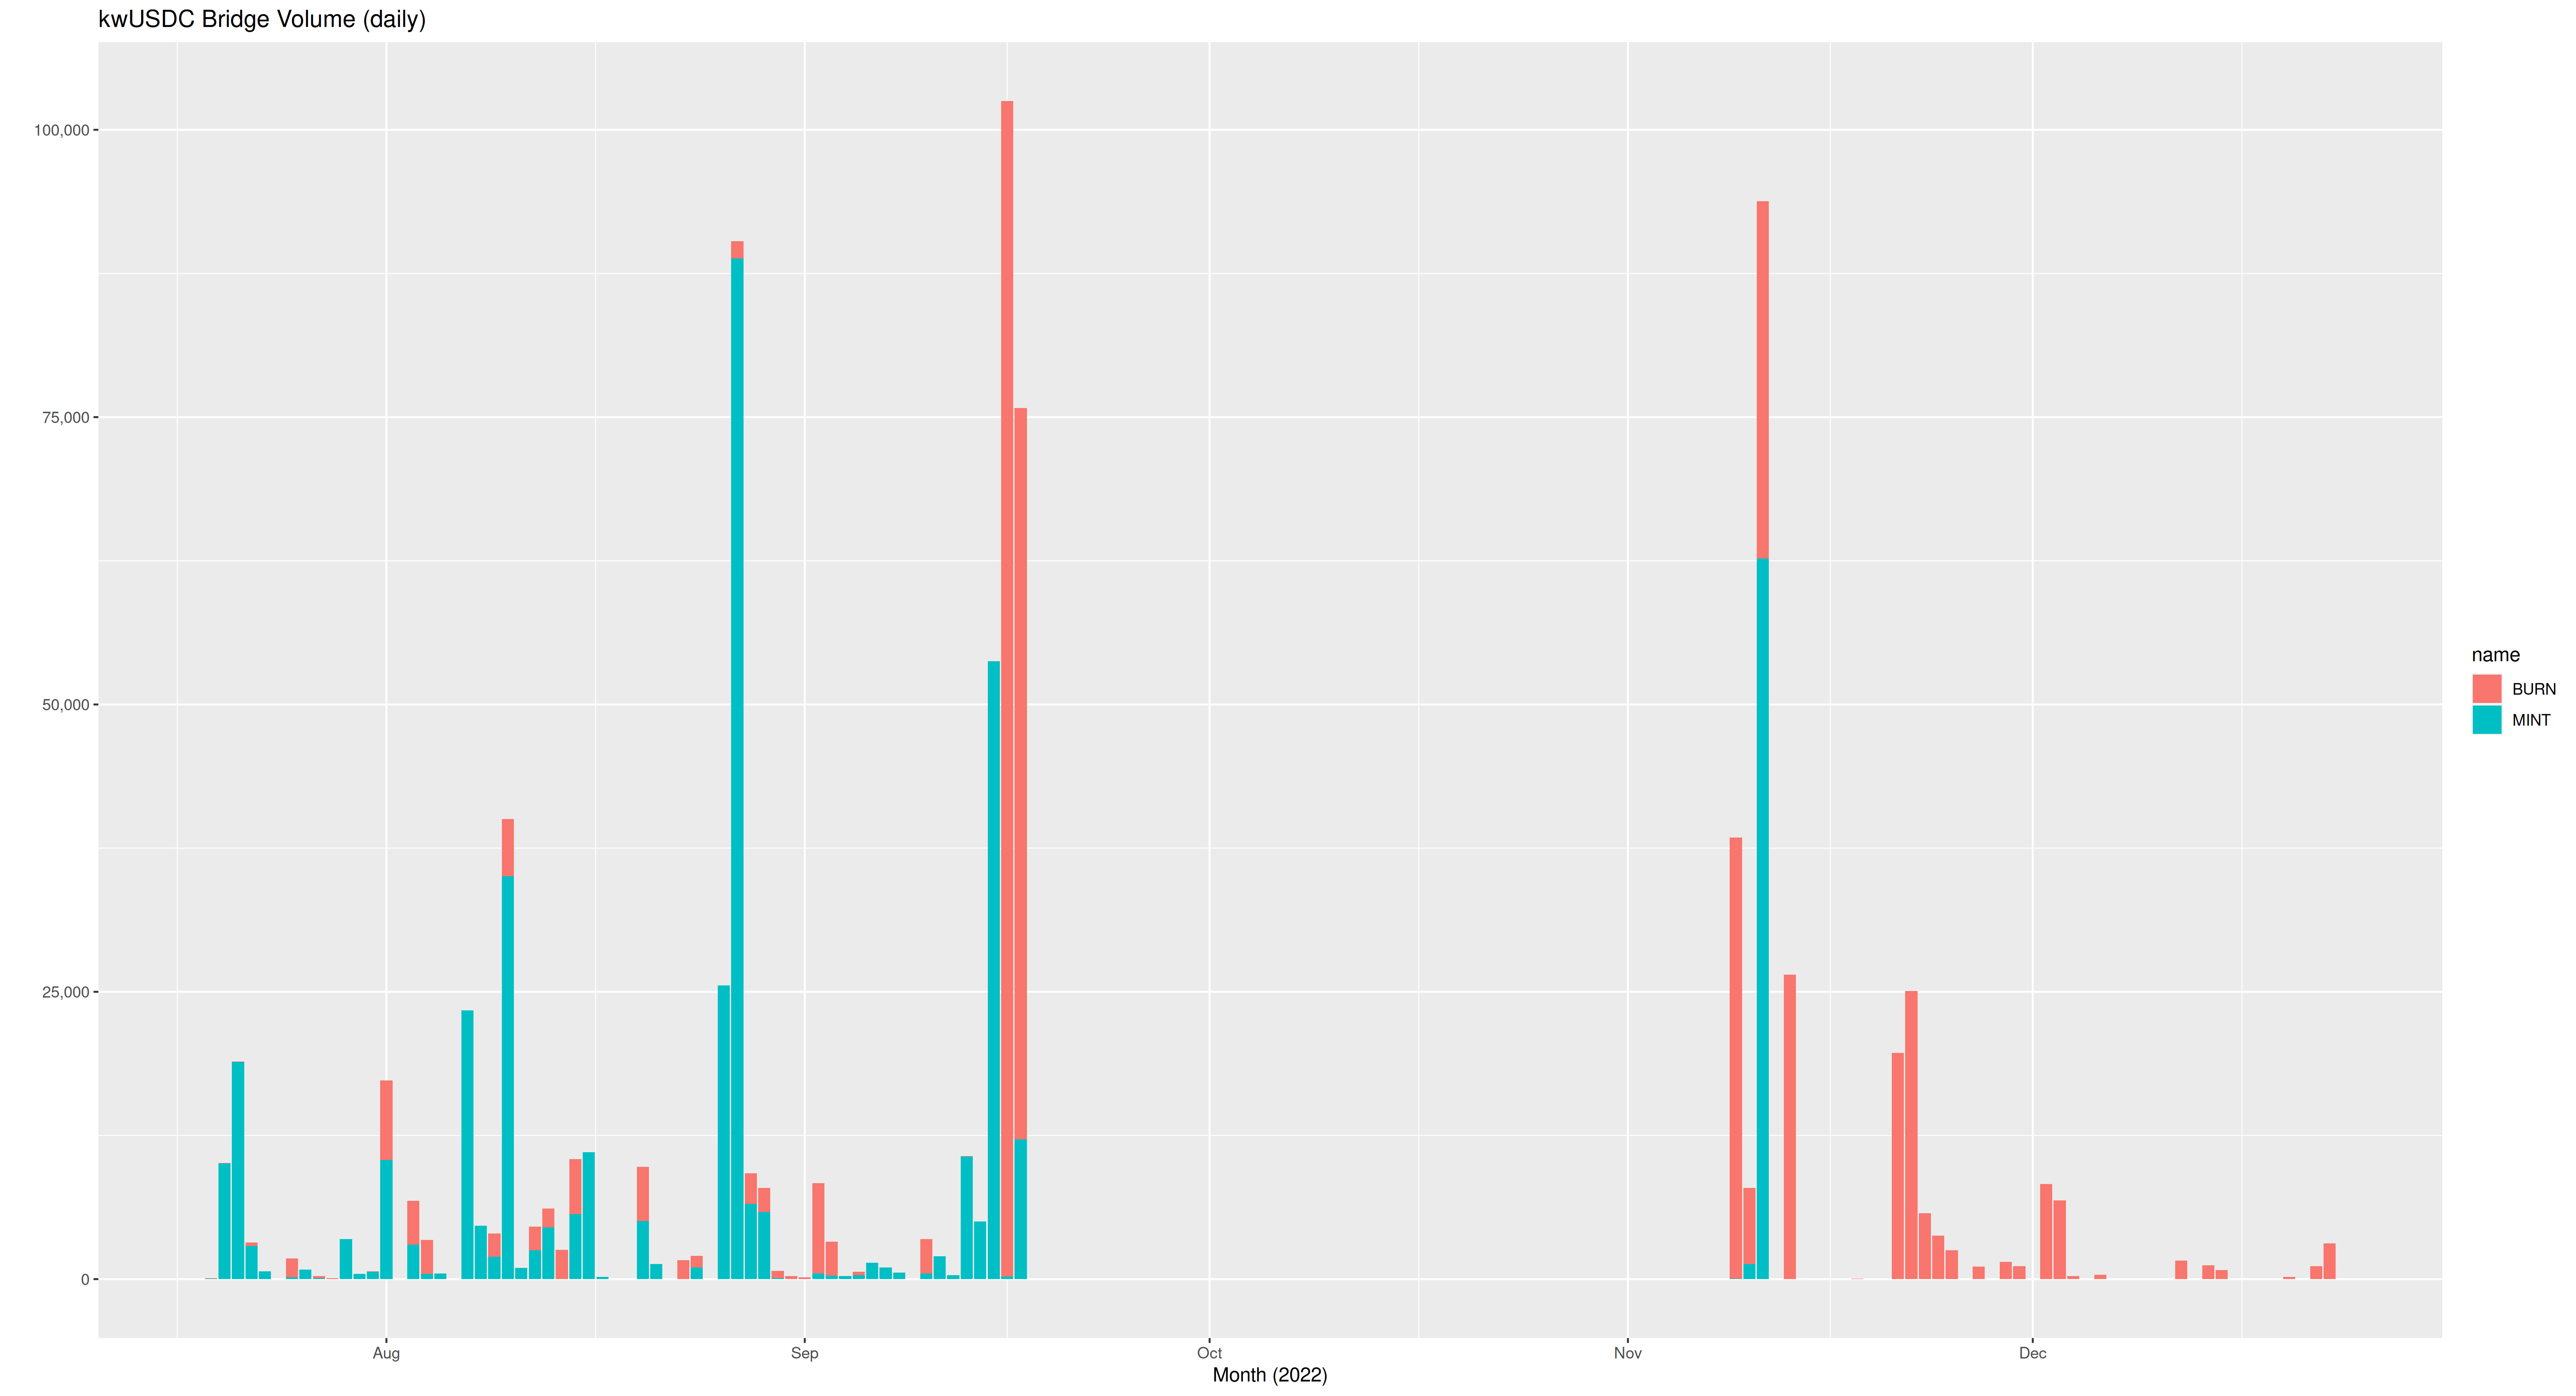 kwUSDC Bridge Volume (daily)
100,000
75,000
50,000
25,000
0
Aug Sep Oct Nov Dec
Month (2022)
name
BURN
MINT